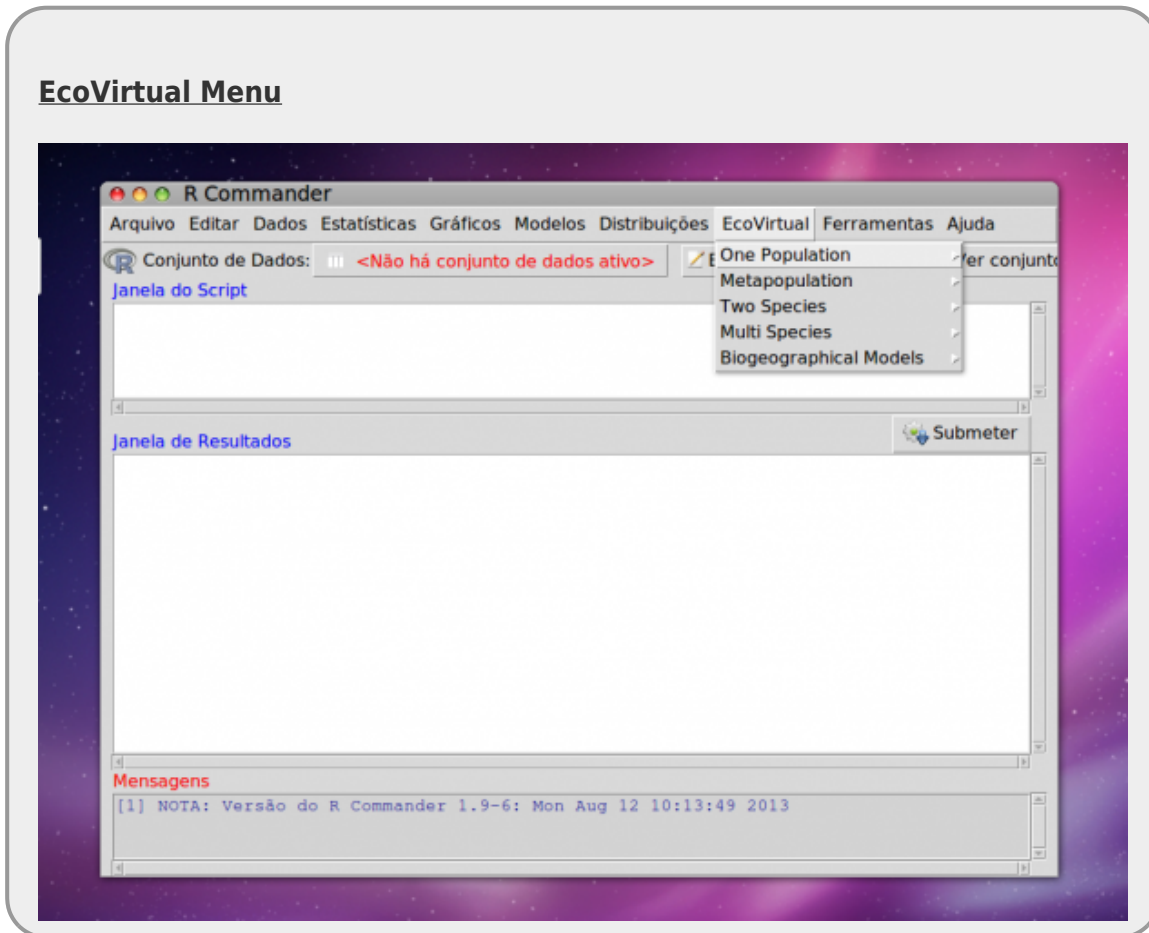 EcoVirtual Menu
R Commander
Arquivo Editar Dados Estatísticas Gráficos Modelos Distribuições EcoVirtual Ferramentas Ajuda
Conjunto de Dados: <Não há conjunto de dados ativo>
One Population
Metapopulation
Two Species
Multi Species
Biogeographical Models
Janela do Script
Submeter
Janela de Resultados
Mensagens
[1] NOTA: Versão do R Commander 1.9-6: Mon Aug 12 10:13:49 2013